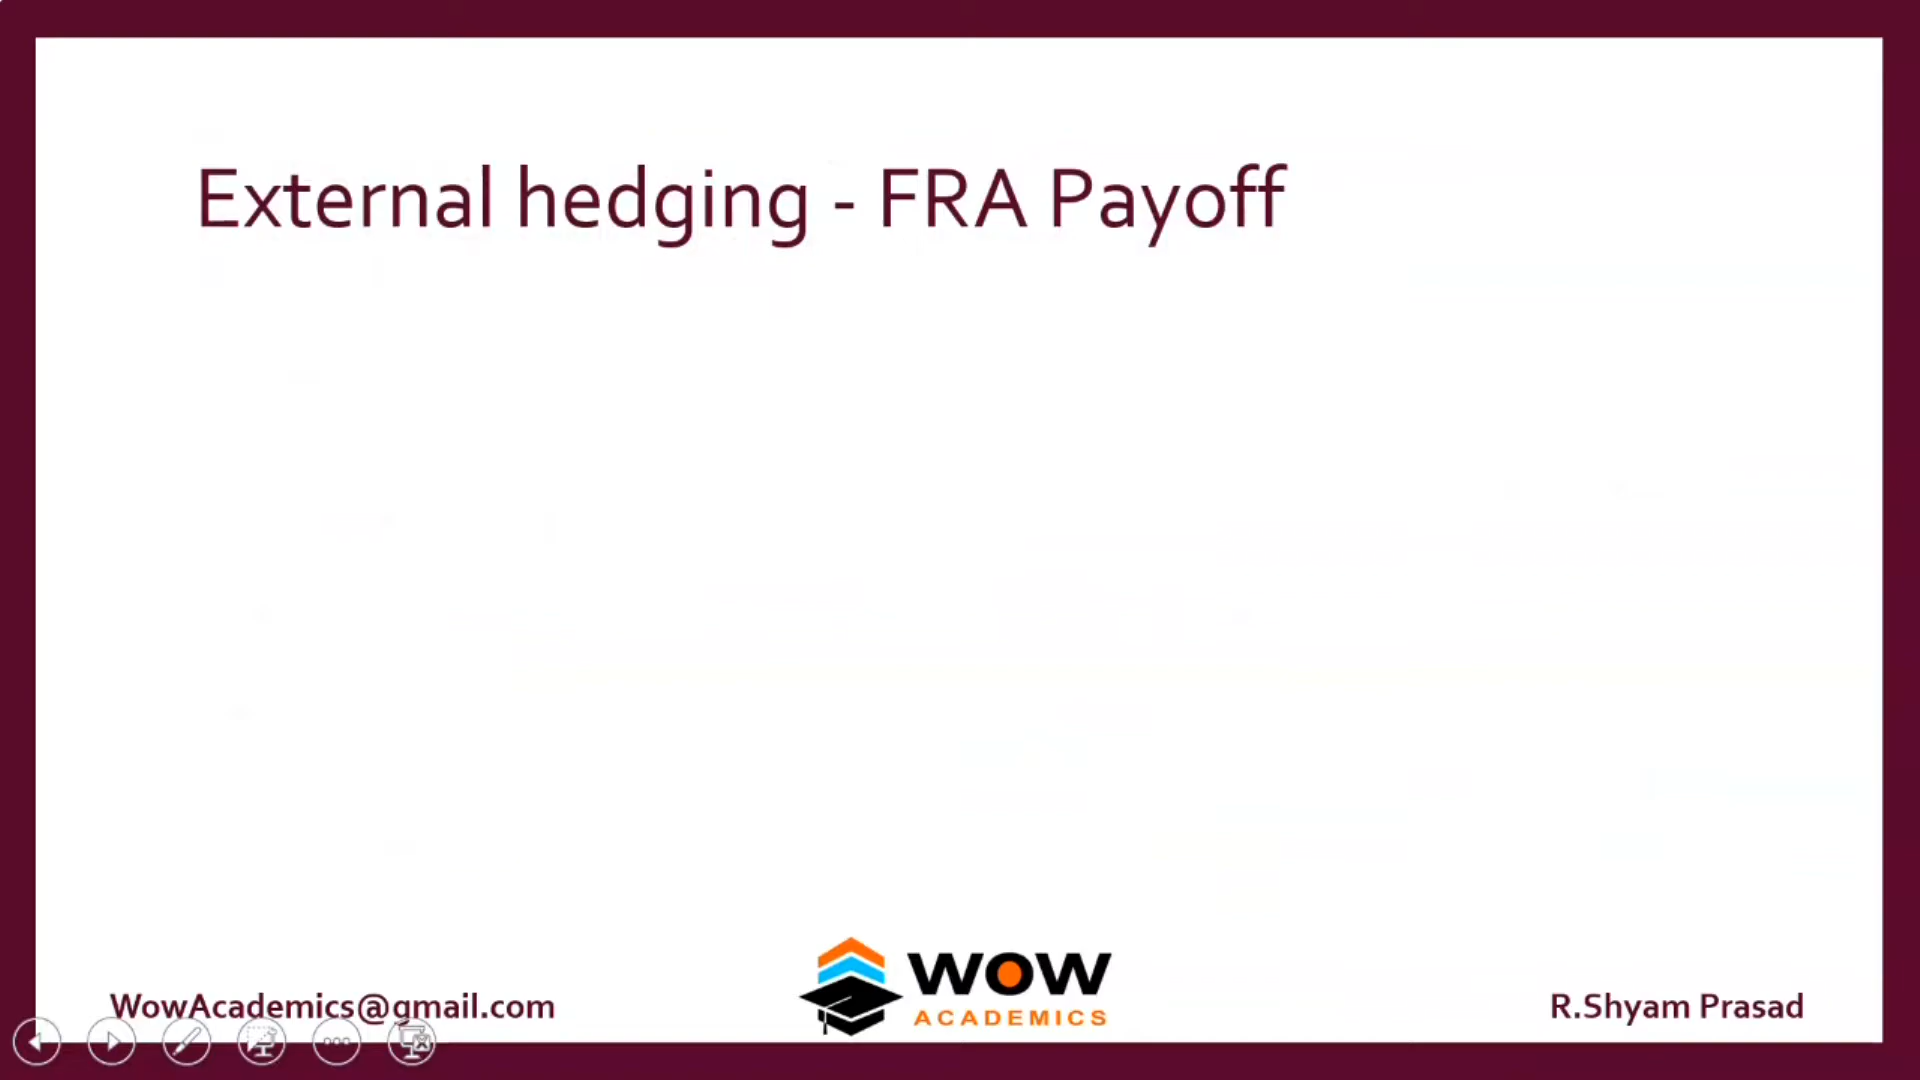 External hedging - FRA Payoff
WowAcademics@gmail.com
WOW
ACADEMICS
R.Shyam Prasad